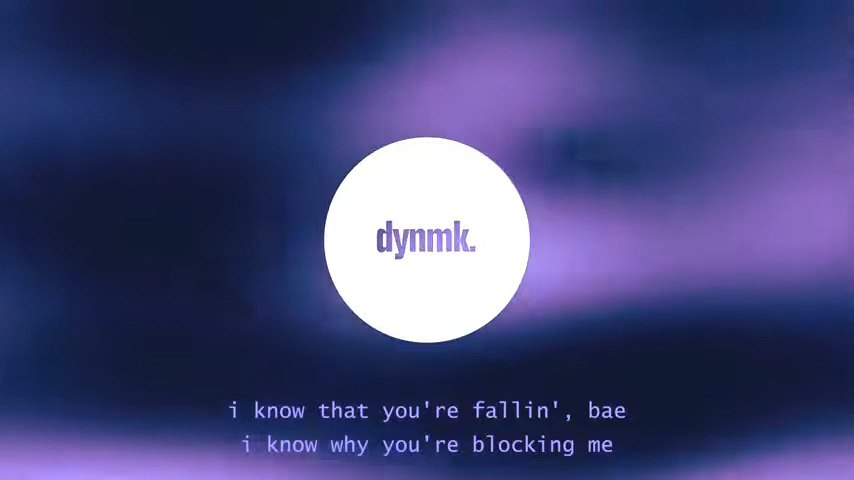 dynmk.
i know that you're fallin', bae
i know why you're blocking me